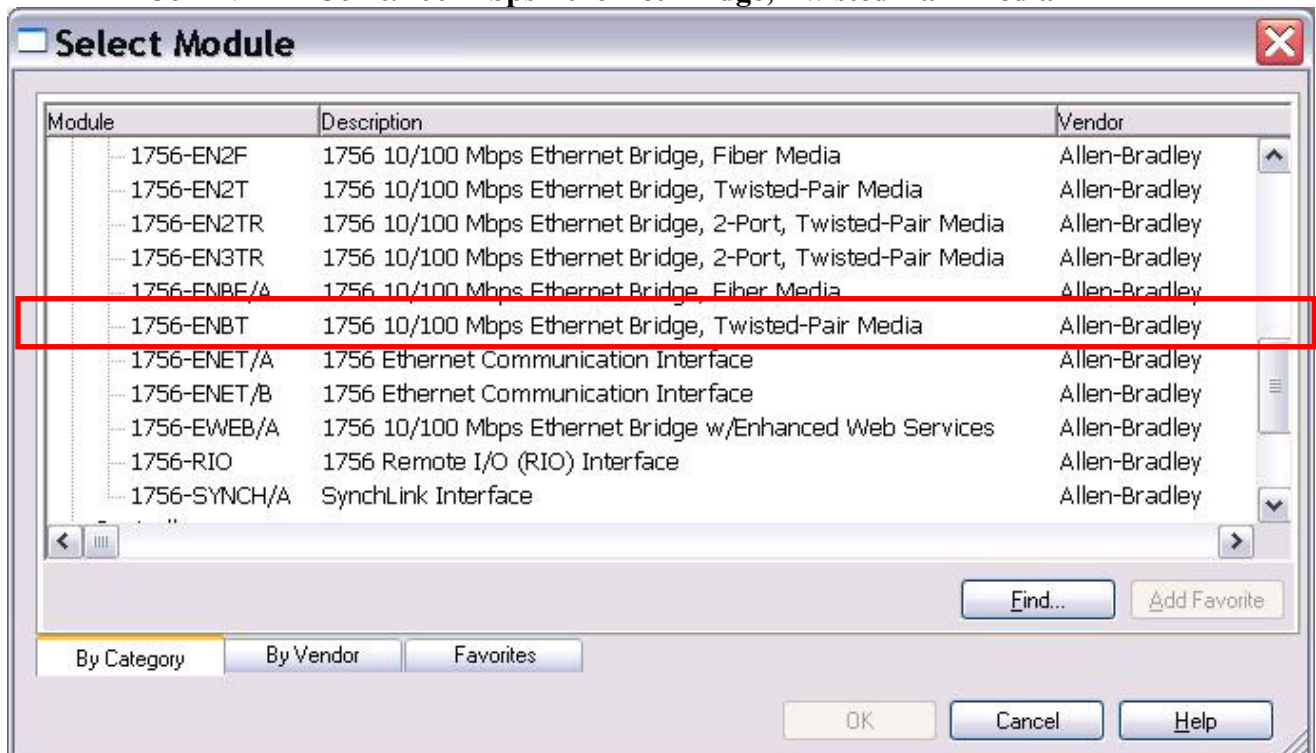 Select Module
Module Description Vendor
1756-EN2F 1756 10/100 Mbps Ethernet Bridge, Fiber Media Allen-Bradley
1756-EN2T 1756 10/100 Mbps Ethernet Bridge, Twisted-Pair Media Allen-Bradley
1756-EN2TR 1756 10/100 Mbps Ethernet Bridge, 2-Port, Twisted-Pair Media Allen-Bradley
1756-EN3TR 1756 10/100 Mbps Ethernet Bridge, 2-Port, Twisted-Pair Media Allen-Bradley
1756-ENBF/A 1756 10/100 Mbps Ethernet Bridge, Fiber Media Allen-Bradley
1756-ENBT 1756 10/100 Mbps Ethernet Bridge, Twisted-Pair Media Allen-Bradley
1756-ENET/A 1756 Ethernet Communication Interface Allen-Bradley
1756-ENET/B 1756 Ethernet Communication Interface Allen-Bradley
1756-EWEB/A 1756 10/100 Mbps Ethernet Bridge w/Enhanced Web Services Allen-Bradley
1756-RIO 1756 Remote I/O (RIO) Interface Allen-Bradley
1756-SYNCH/A SynchLink Interface Allen-Bradley
Find... Add Favorite
By Category By Vendor Favorites
OK Cancel Help